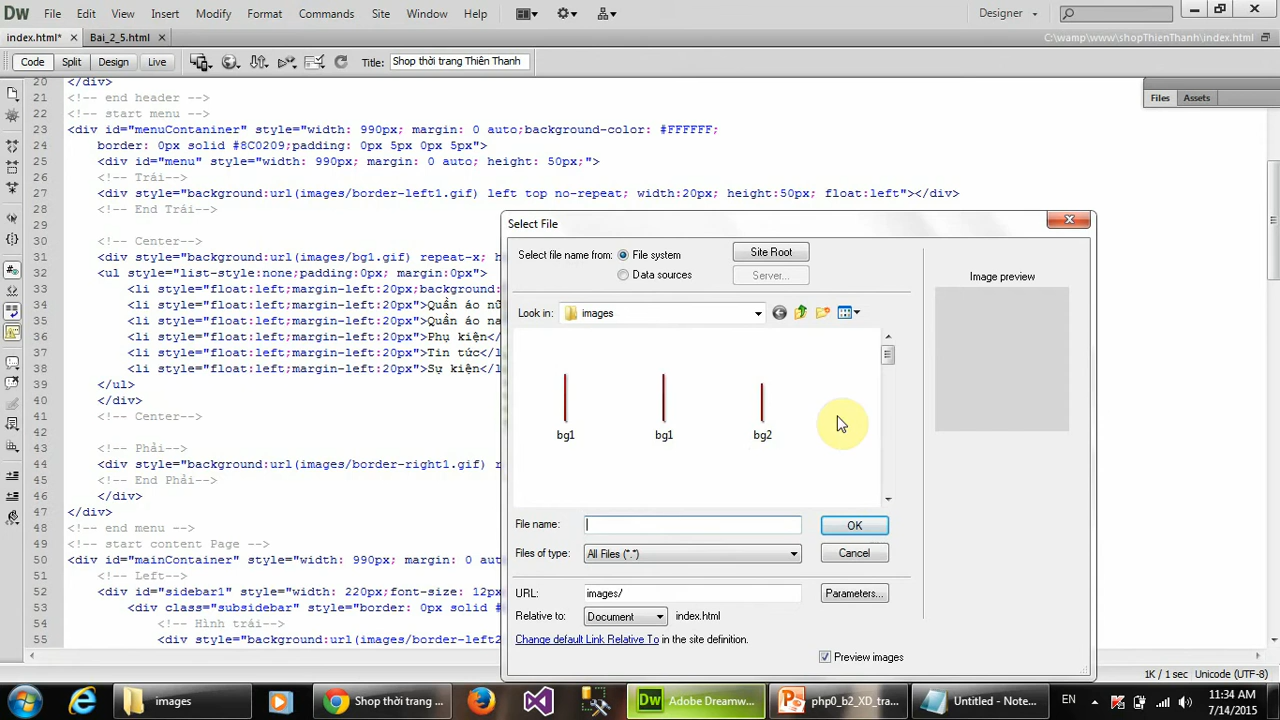 Dw File Edit View Insert Modify Format Commands Site Window Help Designer
index.html* × Bai_2_5.html × C:\wamp\www\shopThienThanh\index.html
Code Split Design Live Title: Shop thời trang Thiên Thanh
Files Assets
20 </div>
21 <!-- end header -->
22 <!-- start menu -->
23 <div id="menuContaniner" style="width: 990px; margin: 0 auto;background-color: #FFFFFF;
24 border: 0px solid #8C0209;padding: 0px 5px 0px 5px">
25 <div id="menu" style="width: 990px; margin: 0 auto; height: 50px;">
26 <!-- Trái-->
27 <div style="background:url(images/border-left1.gif) left top no-repeat; width:20px; height:50px; float:left"></div>
28 <!-- End Trái-->
29
30 <!-- Center-->
31 <div style="background:url(images/bg1.gif) repeat-x; h
32 <ul style="list-style:none;padding:0px; margin:0px">
33 <li style="float:left;margin-left:20px;background:
34 <li style="float:left;margin-left:20px">Quần áo nữ
35 <li style="float:left;margin-left:20px">Quần áo na
36 <li style="float:left;margin-left:20px">Phụ kiện</
37 <li style="float:left;margin-left:20px">Tin tức</l
38 <li style="float:left;margin-left:20px">Sự kiện</l
39 </ul>
40 </div>
41 <!-- Center-->
42
43 <!-- Phải-->
44 <div style="background:url(images/border-right1.gif) r
45 <!-- End Phải-->
46 </div>
47 </div>
48 <!-- end menu -->
49 <!-- start content Page -->
50 <div id="mainContainer" style="width: 990px; margin: 0 au
51 <!-- Left-->
52 <div id="sidebar1" style="width: 220px;font-size: 12px
53 <div class="subsidebar" style="border: 0px solid #
54 <!-- Hình trái-->
55 <div style="background:url(images/border-left2
Select File
Select file name from: File system Site Root
Data sources Server...
Image preview
Look in: images
bg1 bg1 bg2
File name: OK
Files of type: All Files (*.*) Cancel
URL: images/ Parameters...
Relative to: Document index.html
Change default Link Relative To in the site definition.
Preview images
1K / 1 sec Unicode (UTF-8)
images Shop thời trang ... Dw Adobe Dreamw... php0_b2_XD_tra... Untitled - Note... EN 11:34 AM
7/14/2015